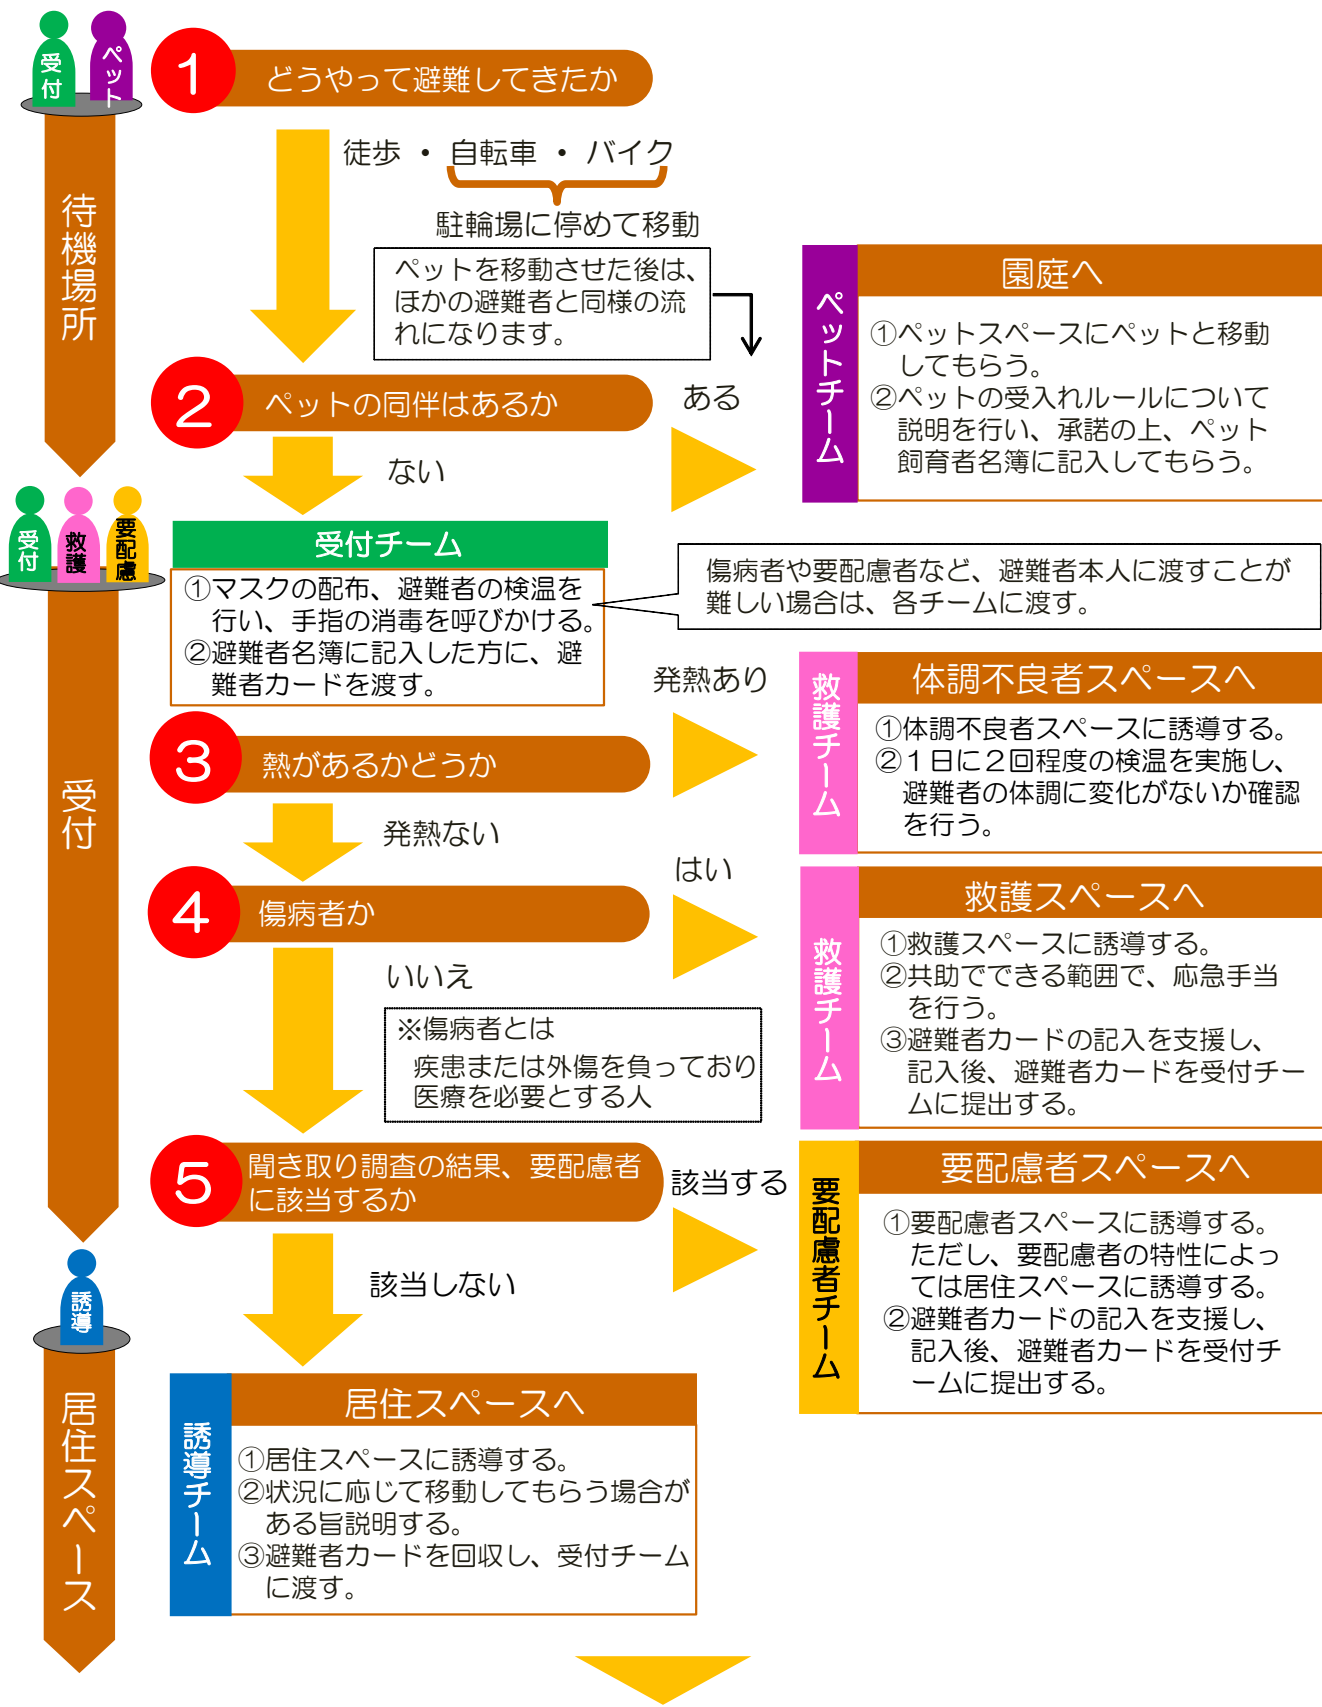 受付
ペット
1
どうやって避難してきたか
待機場所
徒歩 ・ 自転車 ・ バイク
駐輪場に停めて移動
ペットを移動させた後は、
ほかの避難者と同様の流
れになります。
2
ペットの同伴はあるか
ある
ない
ペットチーム
園庭へ
①ペットスペースにペットと移動
してもらう。
②ペットの受入れルールについて
説明を行い、承諾の上、ペット
飼育者名簿に記入してもらう。
受付
救護
要配慮
受付
受付チーム
①マスクの配布、避難者の検温を
行い、手指の消毒を呼びかける。
②避難者名簿に記入した方に、避
難者カードを渡す。
傷病者や要配慮者など、避難者本人に渡すことが
難しい場合は、各チームに渡す。
3
熱があるかどうか
発熱あり
発熱ない
救護チーム
体調不良者スペースへ
①体調不良者スペースに誘導する。
②１日に２回程度の検温を実施し、
避難者の体調に変化がないか確認
を行う。
4
傷病者か
はい
いいえ
※傷病者とは
疾患または外傷を負っており
医療を必要とする人
救護チーム
救護スペースへ
①救護スペースに誘導する。
②共助でできる範囲で、応急手当
を行う。
③避難者カードの記入を支援し、
記入後、避難者カードを受付チー
ムに提出する。
5
聞き取り調査の結果、要配慮者
に該当するか
該当する
該当しない
要配慮者チーム
要配慮者スペースへ
①要配慮者スペースに誘導する。
ただし、要配慮者の特性によっ
ては居住スペースに誘導する。
②避難者カードの記入を支援し、
記入後、避難者カードを受付チ
ームに提出する。
誘導
居住スペース
誘導チーム
居住スペースへ
①居住スペースに誘導する。
②状況に応じて移動してもらう場合が
ある旨説明する。
③避難者カードを回収し、受付チーム
に渡す。